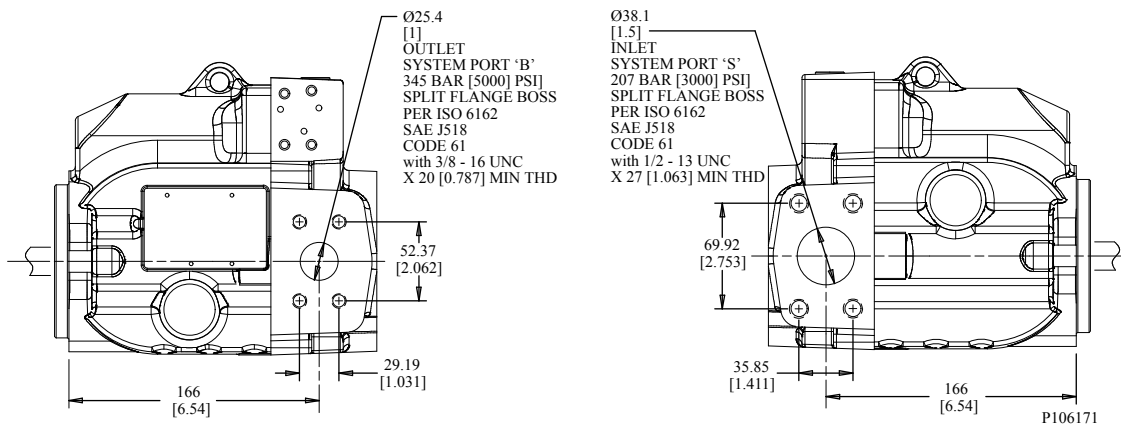 Ø25.4
[1]
OUTLET
SYSTEM PORT ‘B’
345 BAR [5000] PSI]
SPLIT FLANGE BOSS
PER ISO 6162
SAE J518
CODE 61
with 3/8 - 16 UNC
X 20 [0.787] MIN THD
52.37
[2.062]
29.19
[1.031]
166
[6.54]
Ø38.1
[1.5]
INLET
SYSTEM PORT ‘S’
207 BAR [3000] PSI]
SPLIT FLANGE BOSS
PER ISO 6162
SAE J518
CODE 61
with 1/2 - 13 UNC
X 27 [1.063] MIN THD
69.92
[2.753]
35.85
[1.411]
166
[6.54]
P106171